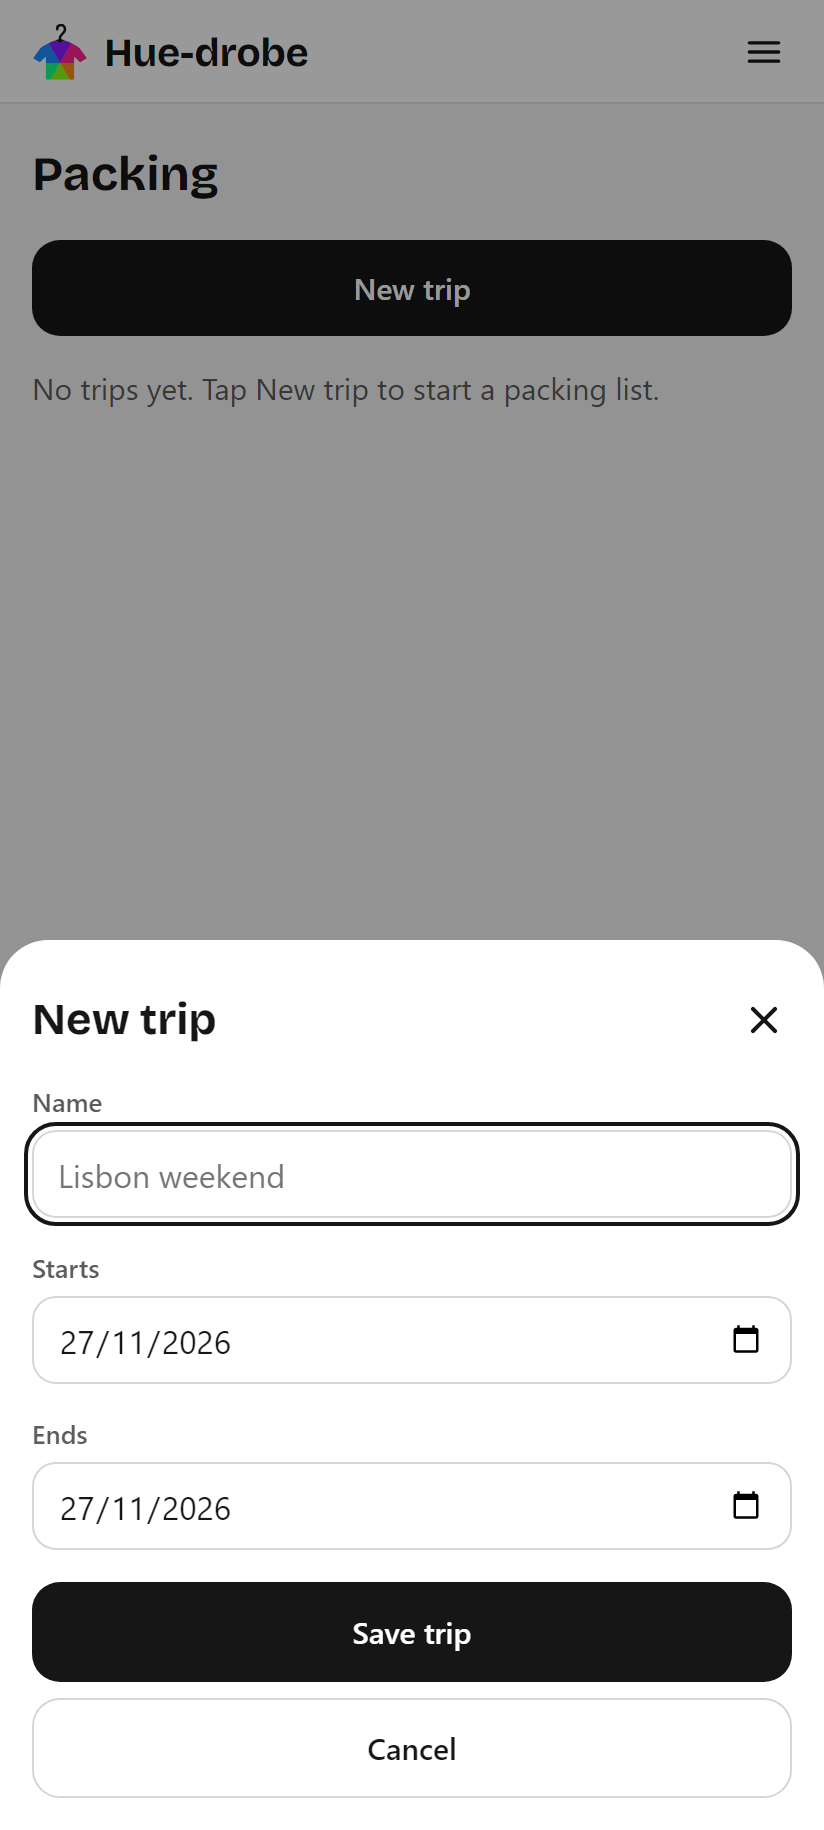 Hue-drobe
Packing
New trip
No trips yet. Tap New trip to start a packing list.
New trip
Name
Lisbon weekend
Starts
27/11/2026
Ends
27/11/2026
Save trip
Cancel